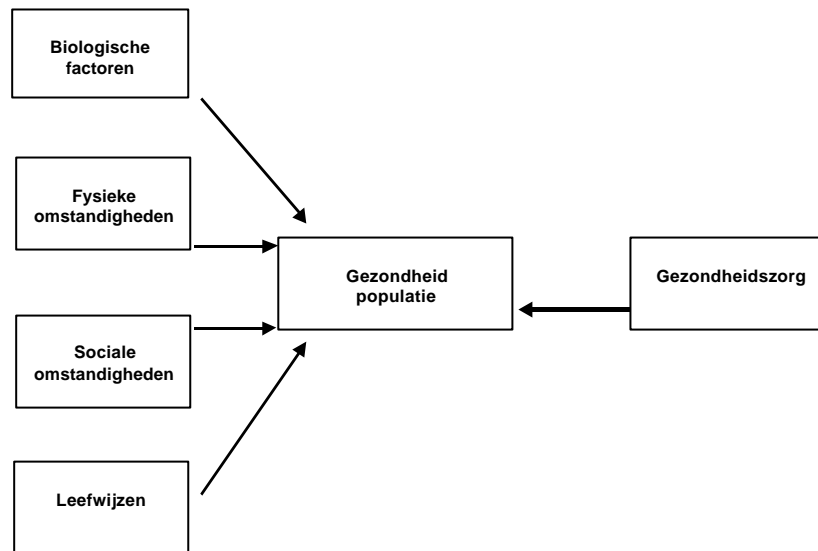 Biologische
factoren
Fysieke
omstandigheden
Gezondheid
populatie
Gezondheidszorg
Sociale
omstandigheden
Leefwijzen